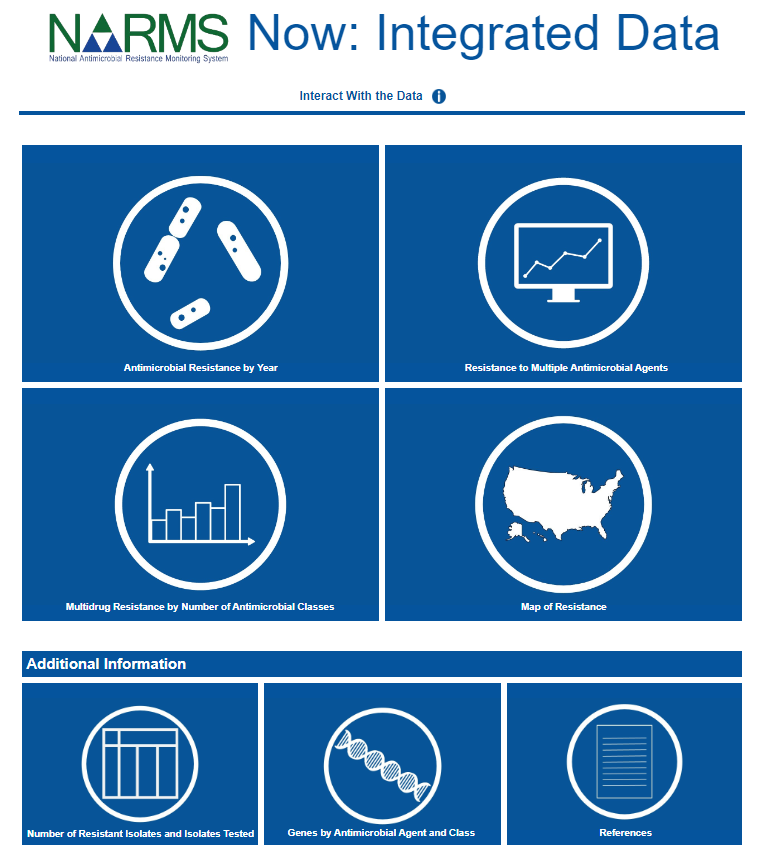 NARMS Now: Integrated Data
National Antimicrobial Resistance Monitoring System
Interact With the Data i
Antimicrobial Resistance by Year
Resistance to Multiple Antimicrobial Agents
Multidrug Resistance by Number of Antimicrobial Classes
Map of Resistance
Additional Information
Number of Resistant Isolates and Isolates Tested
Genes by Antimicrobial Agent and Class
References